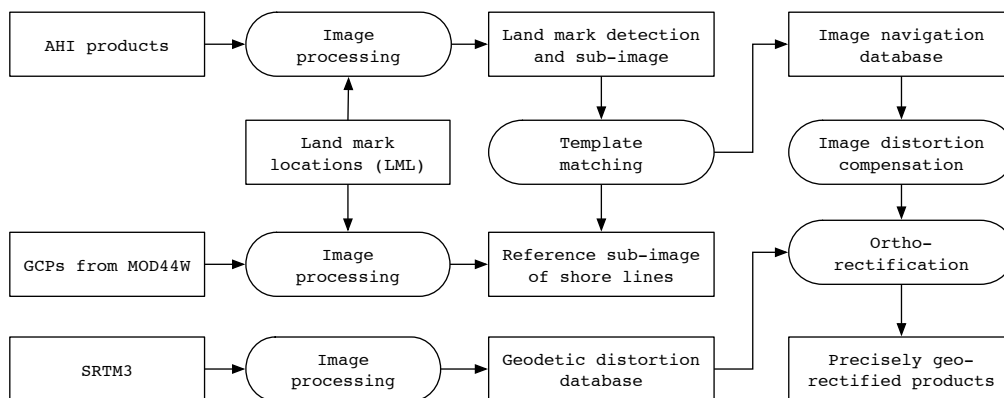 AHI products
Image
processing
Land mark detection
and sub-image
Image navigation
database
Land mark
locations (LML)
Template
matching
Image distortion
compensation
GCPs from MOD44W
Image
processing
Reference sub-image
of shore lines
Ortho-
rectification
SRTM3
Image
processing
Geodetic distortion
database
Precisely geo-
rectified products